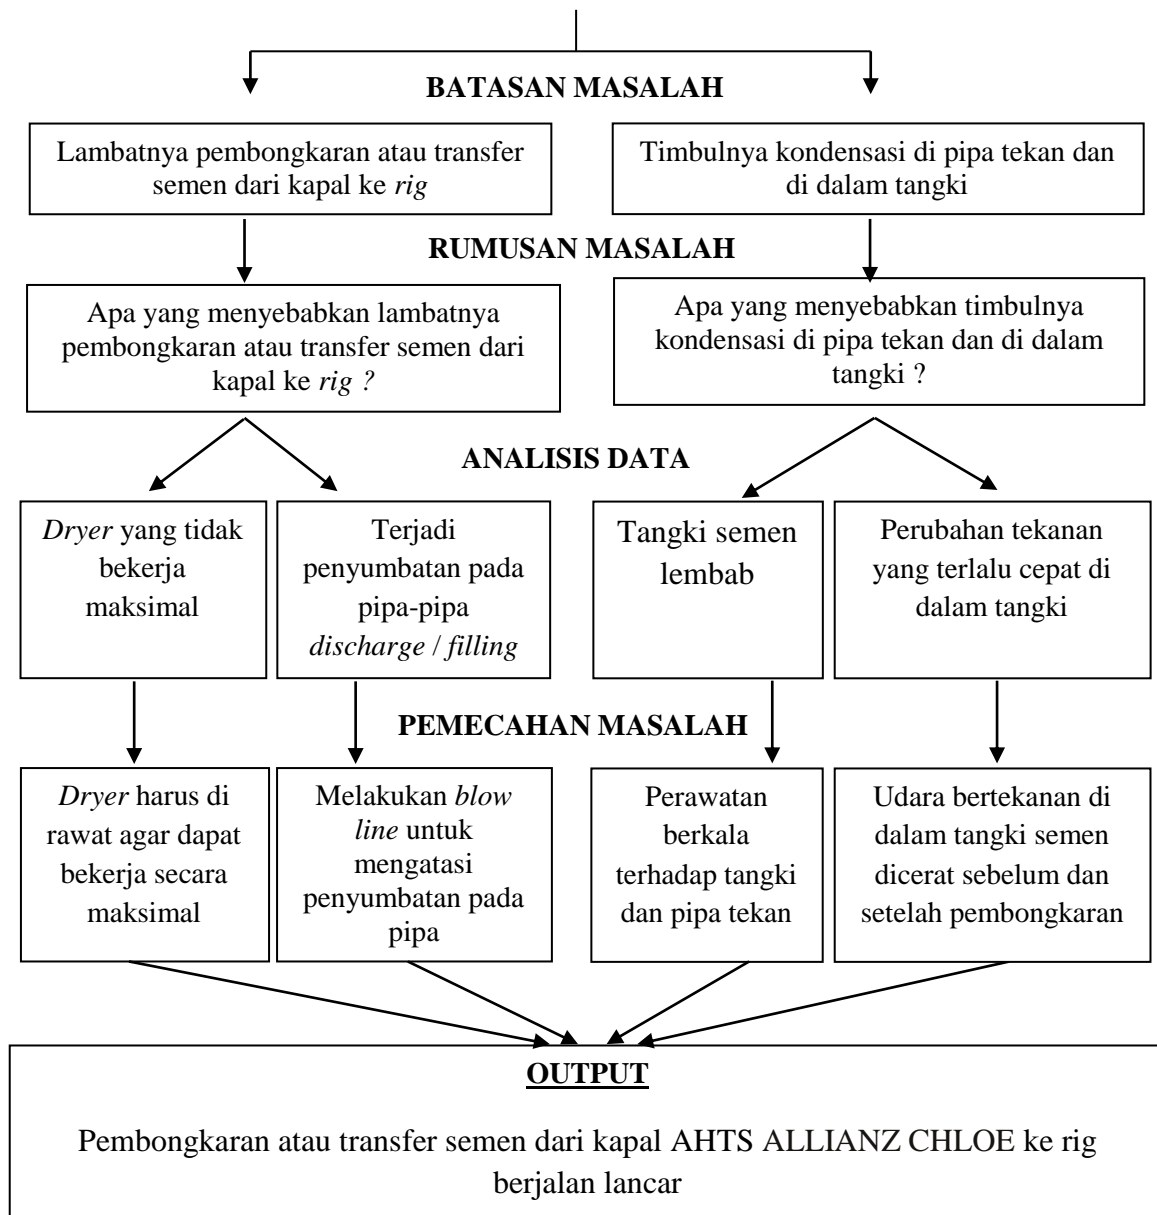 BATASAN MASALAH
Lambatnya pembongkaran atau transfer
semen dari kapal ke rig
Timbulnya kondensasi di pipa tekan dan
di dalam tangki
RUMUSAN MASALAH
Apa yang menyebabkan lambatnya
pembongkaran atau transfer semen dari
kapal ke rig ?
Apa yang menyebabkan timbulnya
kondensasi di pipa tekan dan di dalam
tangki ?
ANALISIS DATA
Dryer yang tidak
bekerja
maksimal
Terjadi
penyumbatan pada
pipa-pipa
discharge / filling
Tangki semen
lembab
Perubahan tekanan
yang terlalu cepat di
dalam tangki
PEMECAHAN MASALAH
Dryer harus di
rawat agar dapat
bekerja secara
maksimal
Melakukan blow
line untuk
mengatasi
penyumbatan pada
pipa
Perawatan
berkala
terhadap tangki
dan pipa tekan
Udara bertekanan di
dalam tangki semen
dicerat sebelum dan
setelah pembongkaran
OUTPUT
Pembongkaran atau transfer semen dari kapal AHTS ALLIANZ CHLOE ke rig
berjalan lancar